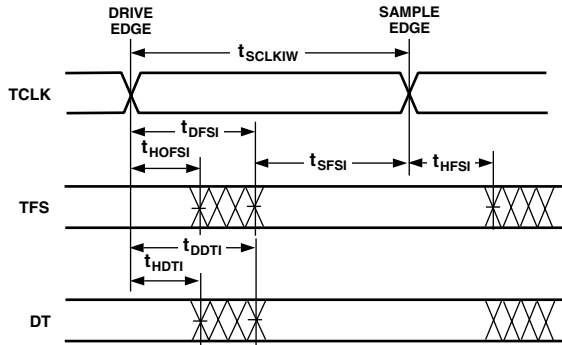 DRIVE EDGE
SAMPLE EDGE
tSCLKIW
TCLK
tDFSI
tHOFSI
tSFSI
tHFSI
TFS
tDDTI
tHDTI
DT